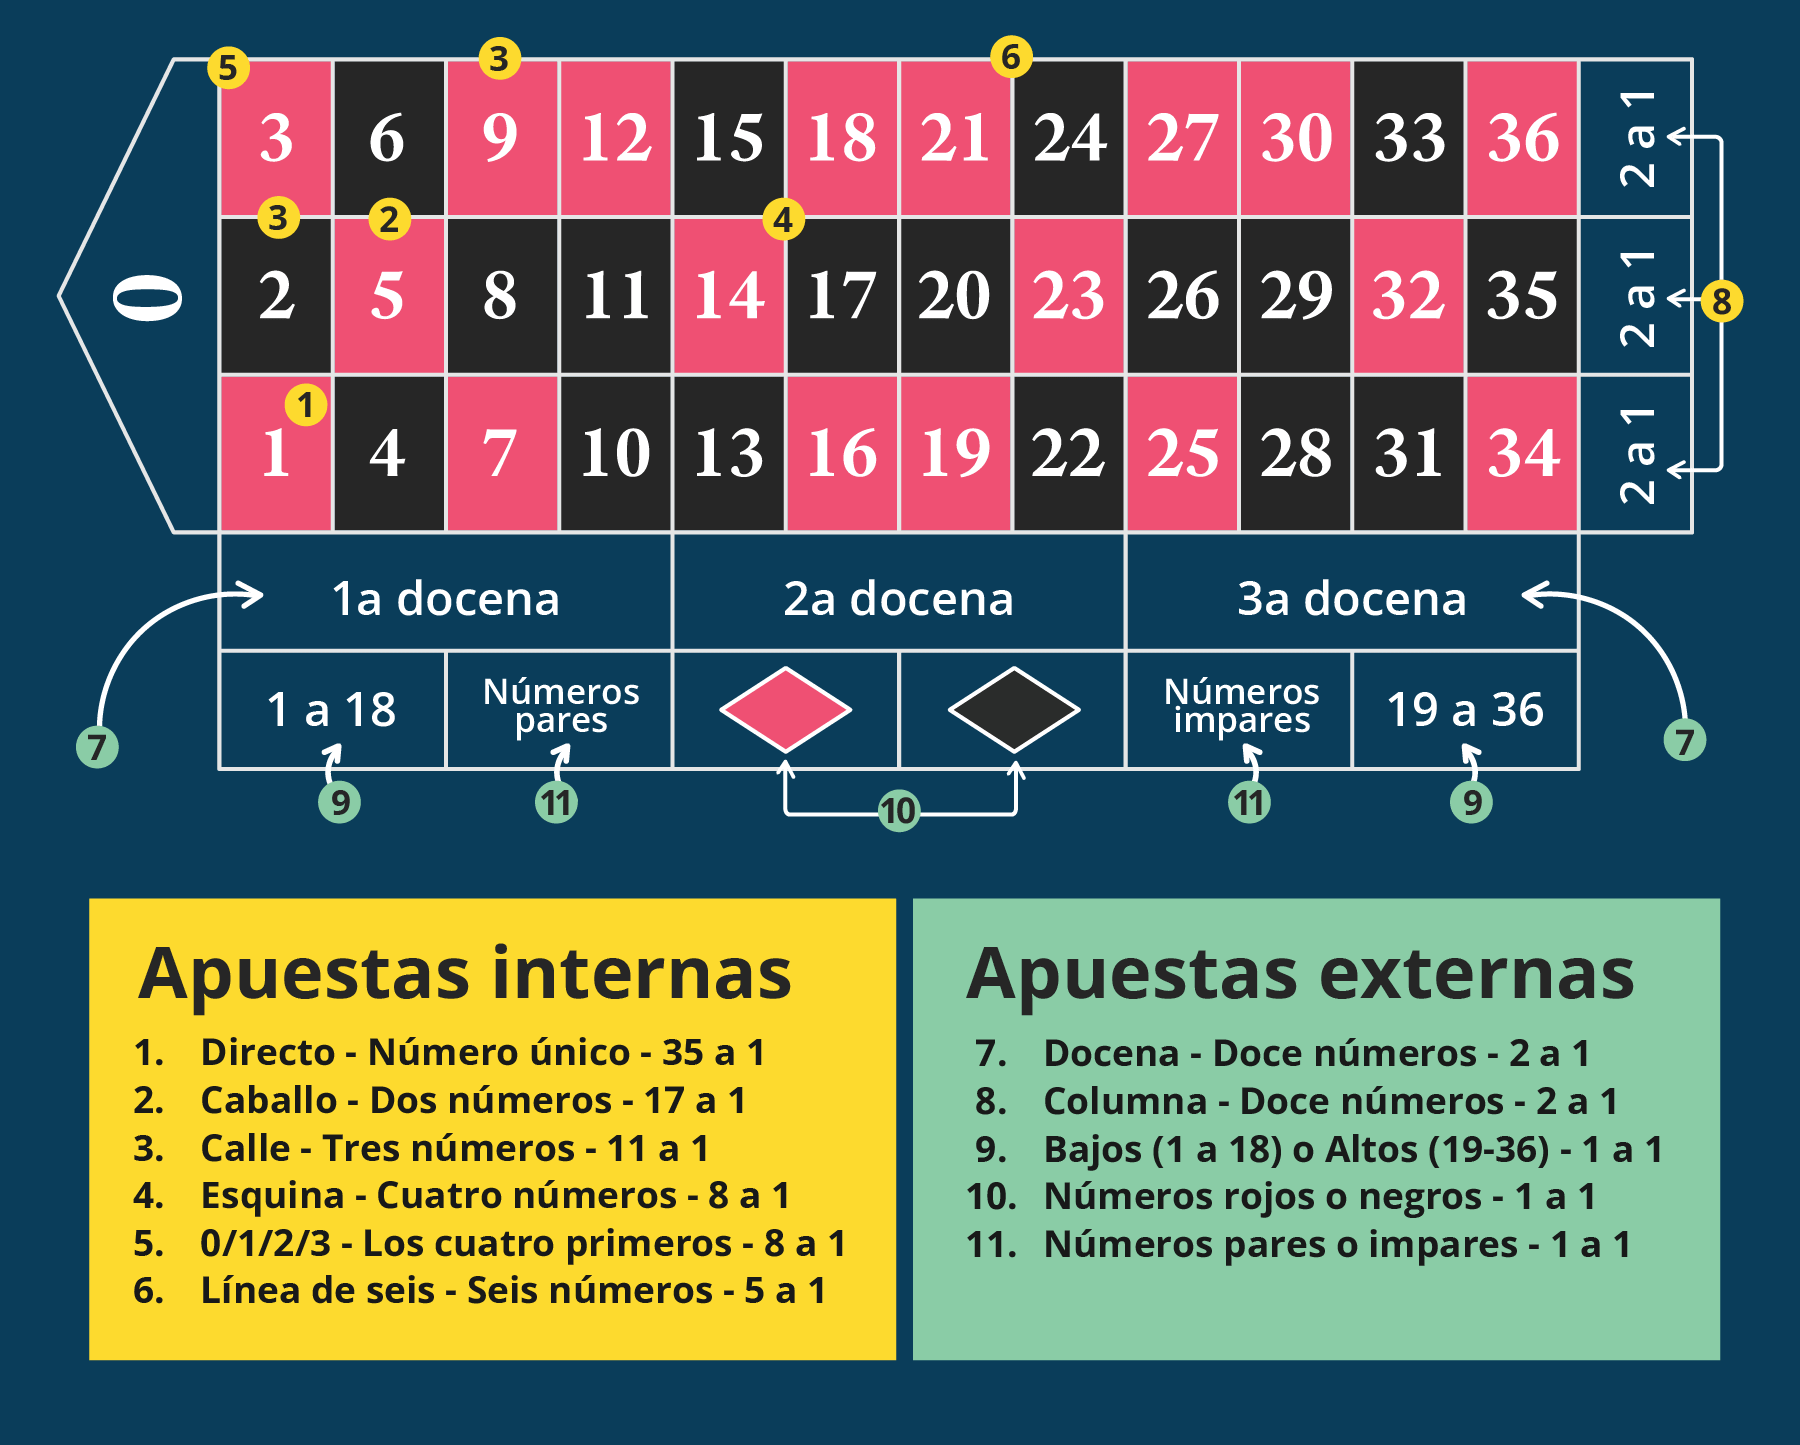 5 3 6
3 6 9 12 15 18 21 24 27 30 33 36 2 a 1
3 2 4
0 2 5 8 11 14 17 20 23 26 29 32 35 2 a 1 8
1
1 4 7 10 13 16 19 22 25 28 31 34 2 a 1
1a docena 2a docena 3a docena
1 a 18 Números pares Números impares 19 a 36
7 7
9 11 10 11 9
Apuestas internas
1. Directo - Número único - 35 a 1
2. Caballo - Dos números - 17 a 1
3. Calle - Tres números - 11 a 1
4. Esquina - Cuatro números - 8 a 1
5. 0/1/2/3 - Los cuatro primeros - 8 a 1
6. Línea de seis - Seis números - 5 a 1
Apuestas externas
7. Docena - Doce números - 2 a 1
8. Columna - Doce números - 2 a 1
9. Bajos (1 a 18) o Altos (19-36) - 1 a 1
10. Números rojos o negros - 1 a 1
11. Números pares o impares - 1 a 1